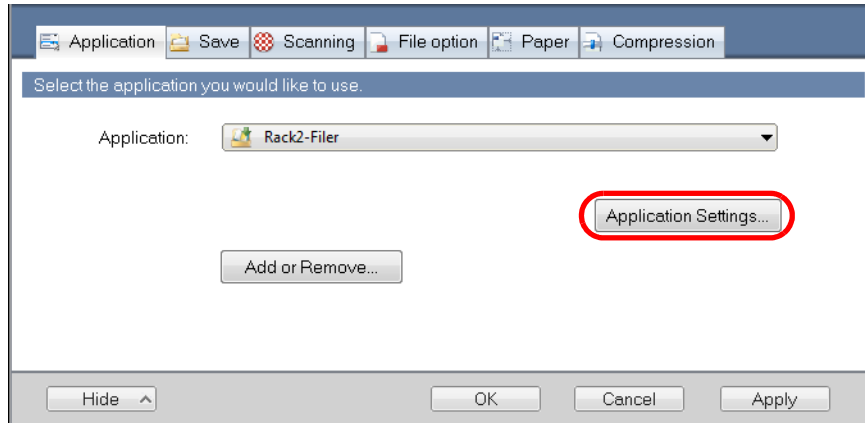 Application Save Scanning File option Paper Compression
Select the application you would like to use.
Application: Rack2-Filer
Application Settings...
Add or Remove...
Hide OK Cancel Apply